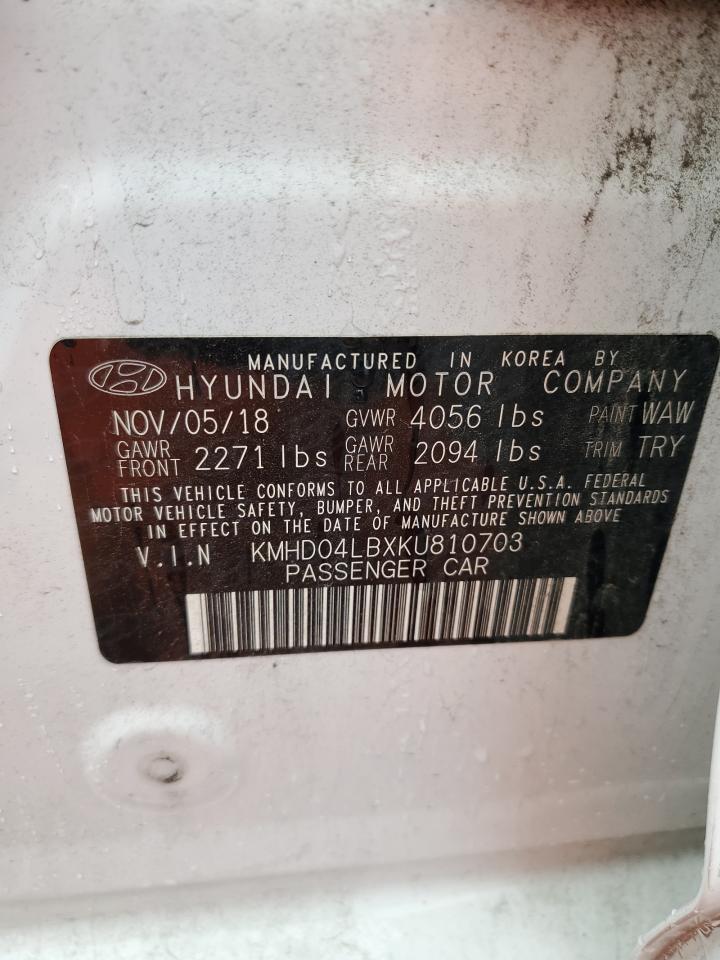 MANUFACTURED IN KOREA BY
HYUNDAI MOTOR COMPANY
NOV/05/18 GVWR 4056 lbs PAINT WAW
GAWR FRONT 2271 lbs GAWR REAR 2094 lbs TRIM TRY
THIS VEHICLE CONFORMS TO ALL APPLICABLE U.S.A. FEDERAL
MOTOR VEHICLE SAFETY, BUMPER, AND THEFT PREVENTION STANDARDS
IN EFFECT ON THE DATE OF MANUFACTURE SHOWN ABOVE
V.I.N KMHD04LBXKU810703
PASSENGER CAR